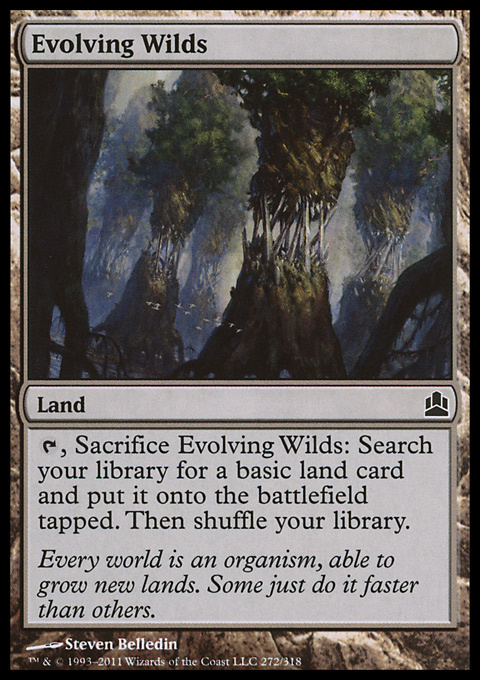 Evolving Wilds
Land
, Sacrifice Evolving Wilds: Search
your library for a basic land card
and put it onto the battlefield
tapped. Then shuffle your library.
Every world is an organism, able to
grow new lands. Some just do it faster
than others.
Steven Belledin
™ & © 1993–2011 Wizards of the Coast LLC 272/318